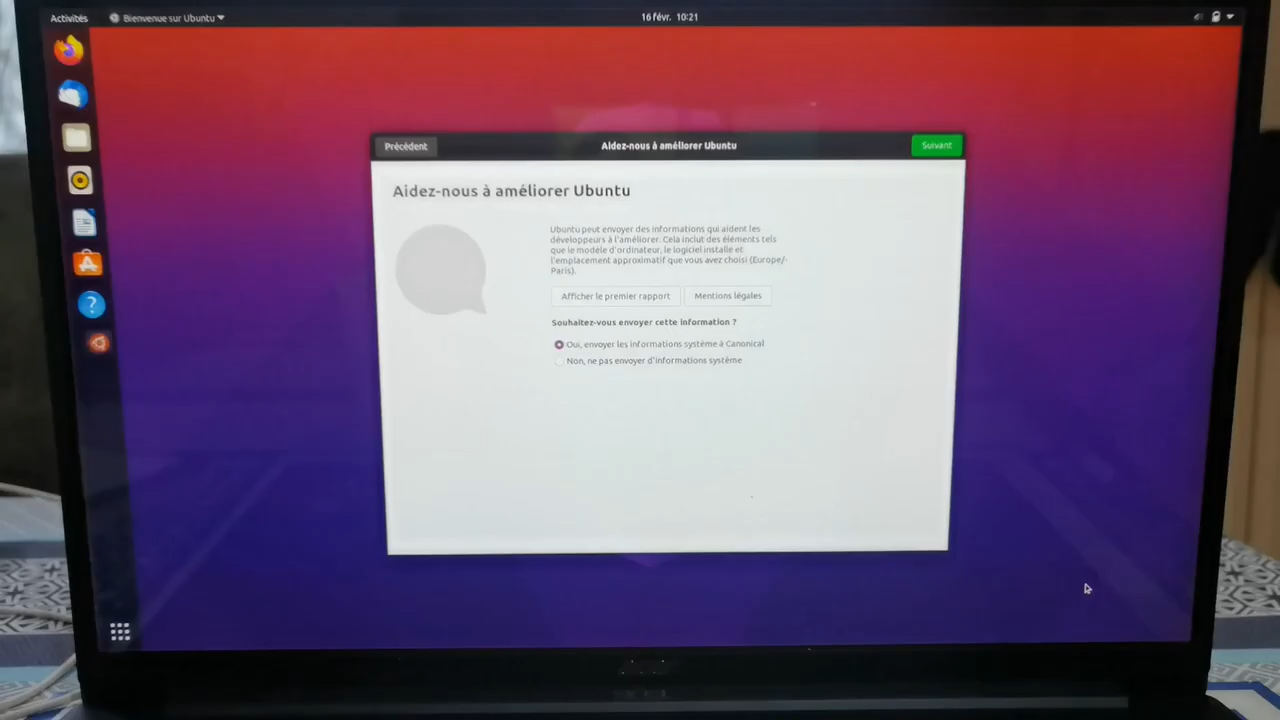 Activités
Bienvenue sur Ubuntu
16 févr. 10:21
Précédent
Aidez-nous à améliorer Ubuntu
Suivant
Aidez-nous à améliorer Ubuntu
Ubuntu peut envoyer des informations qui aident les
développeurs à l'améliorer. Cela inclut des éléments tels
que le modèle d'ordinateur, le logiciel installé et
l'emplacement approximatif que vous avez choisi (Europe/-
Paris).
Afficher le premier rapport
Mentions légales
Souhaitez-vous envoyer cette information ?
Oui, envoyer les informations système à Canonical
Non, ne pas envoyer d'informations système